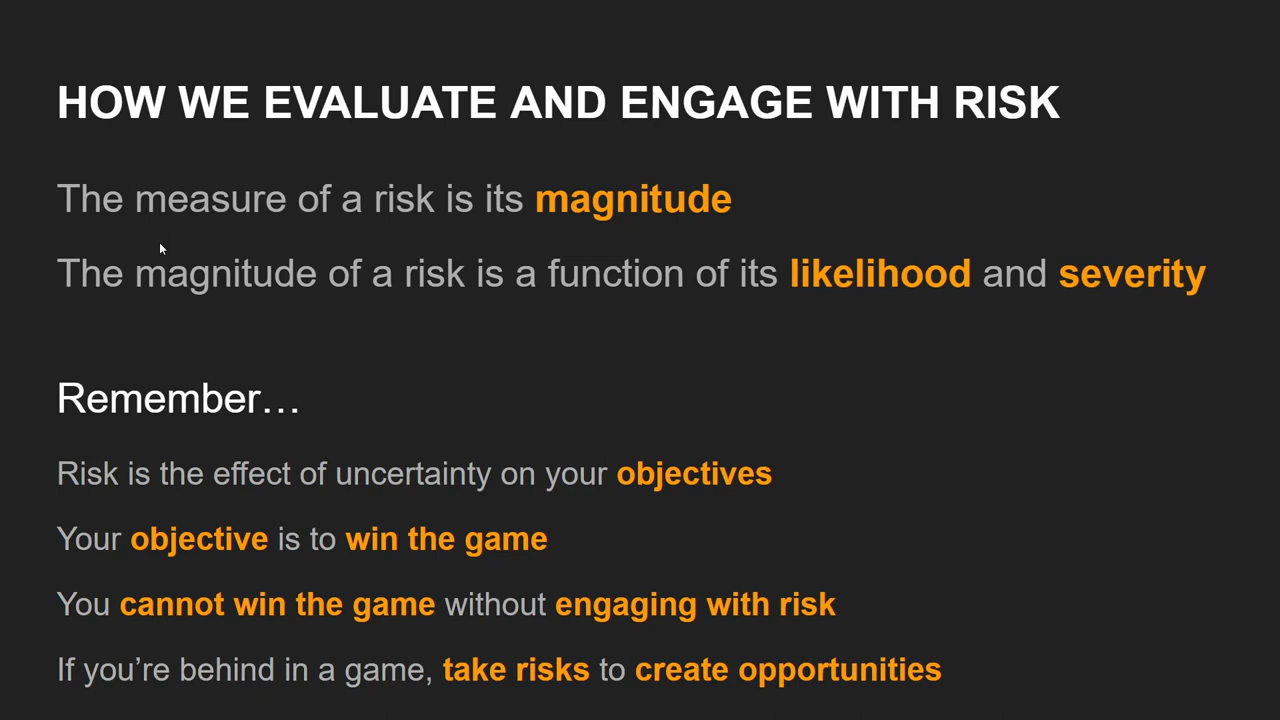 HOW WE EVALUATE AND ENGAGE WITH RISK
The measure of a risk is its magnitude
The magnitude of a risk is a function of its likelihood and severity
Remember…
Risk is the effect of uncertainty on your objectives
Your objective is to win the game
You cannot win the game without engaging with risk
If you’re behind in a game, take risks to create opportunities